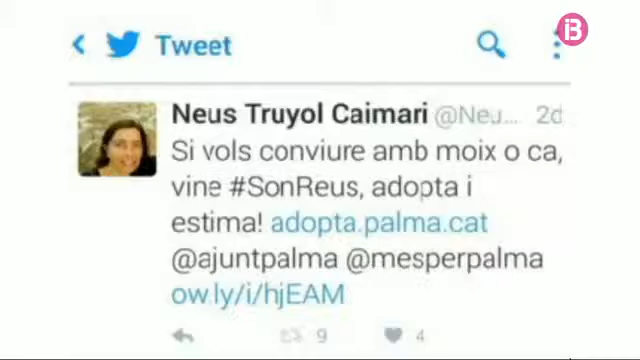 Tweet
Neus Truyol Caimari @Neu... 2d
Si vols conviure amb moix o ca,
vine #SonReus, adopta i
estima! adopta.palma.cat
@ajuntpalma @mesperpalma
ow.ly/i/hjEAM
9 4